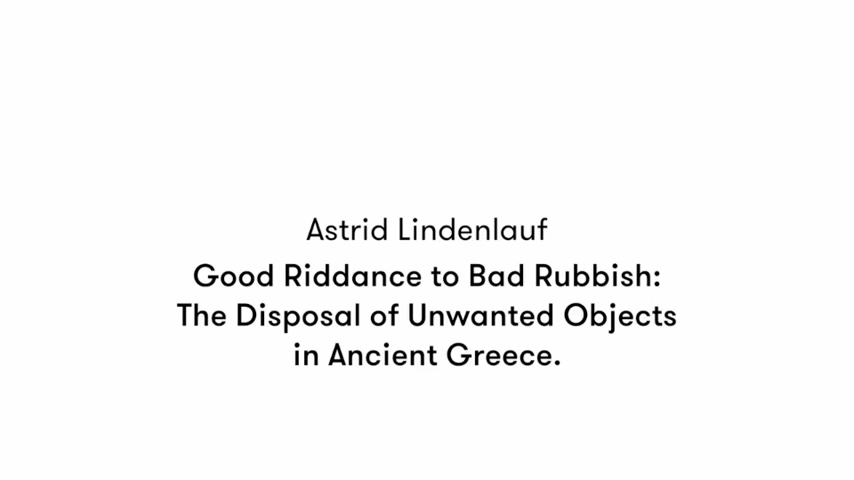 Astrid Lindenlauf
Good Riddance to Bad Rubbish:
The Disposal of Unwanted Objects
in Ancient Greece.